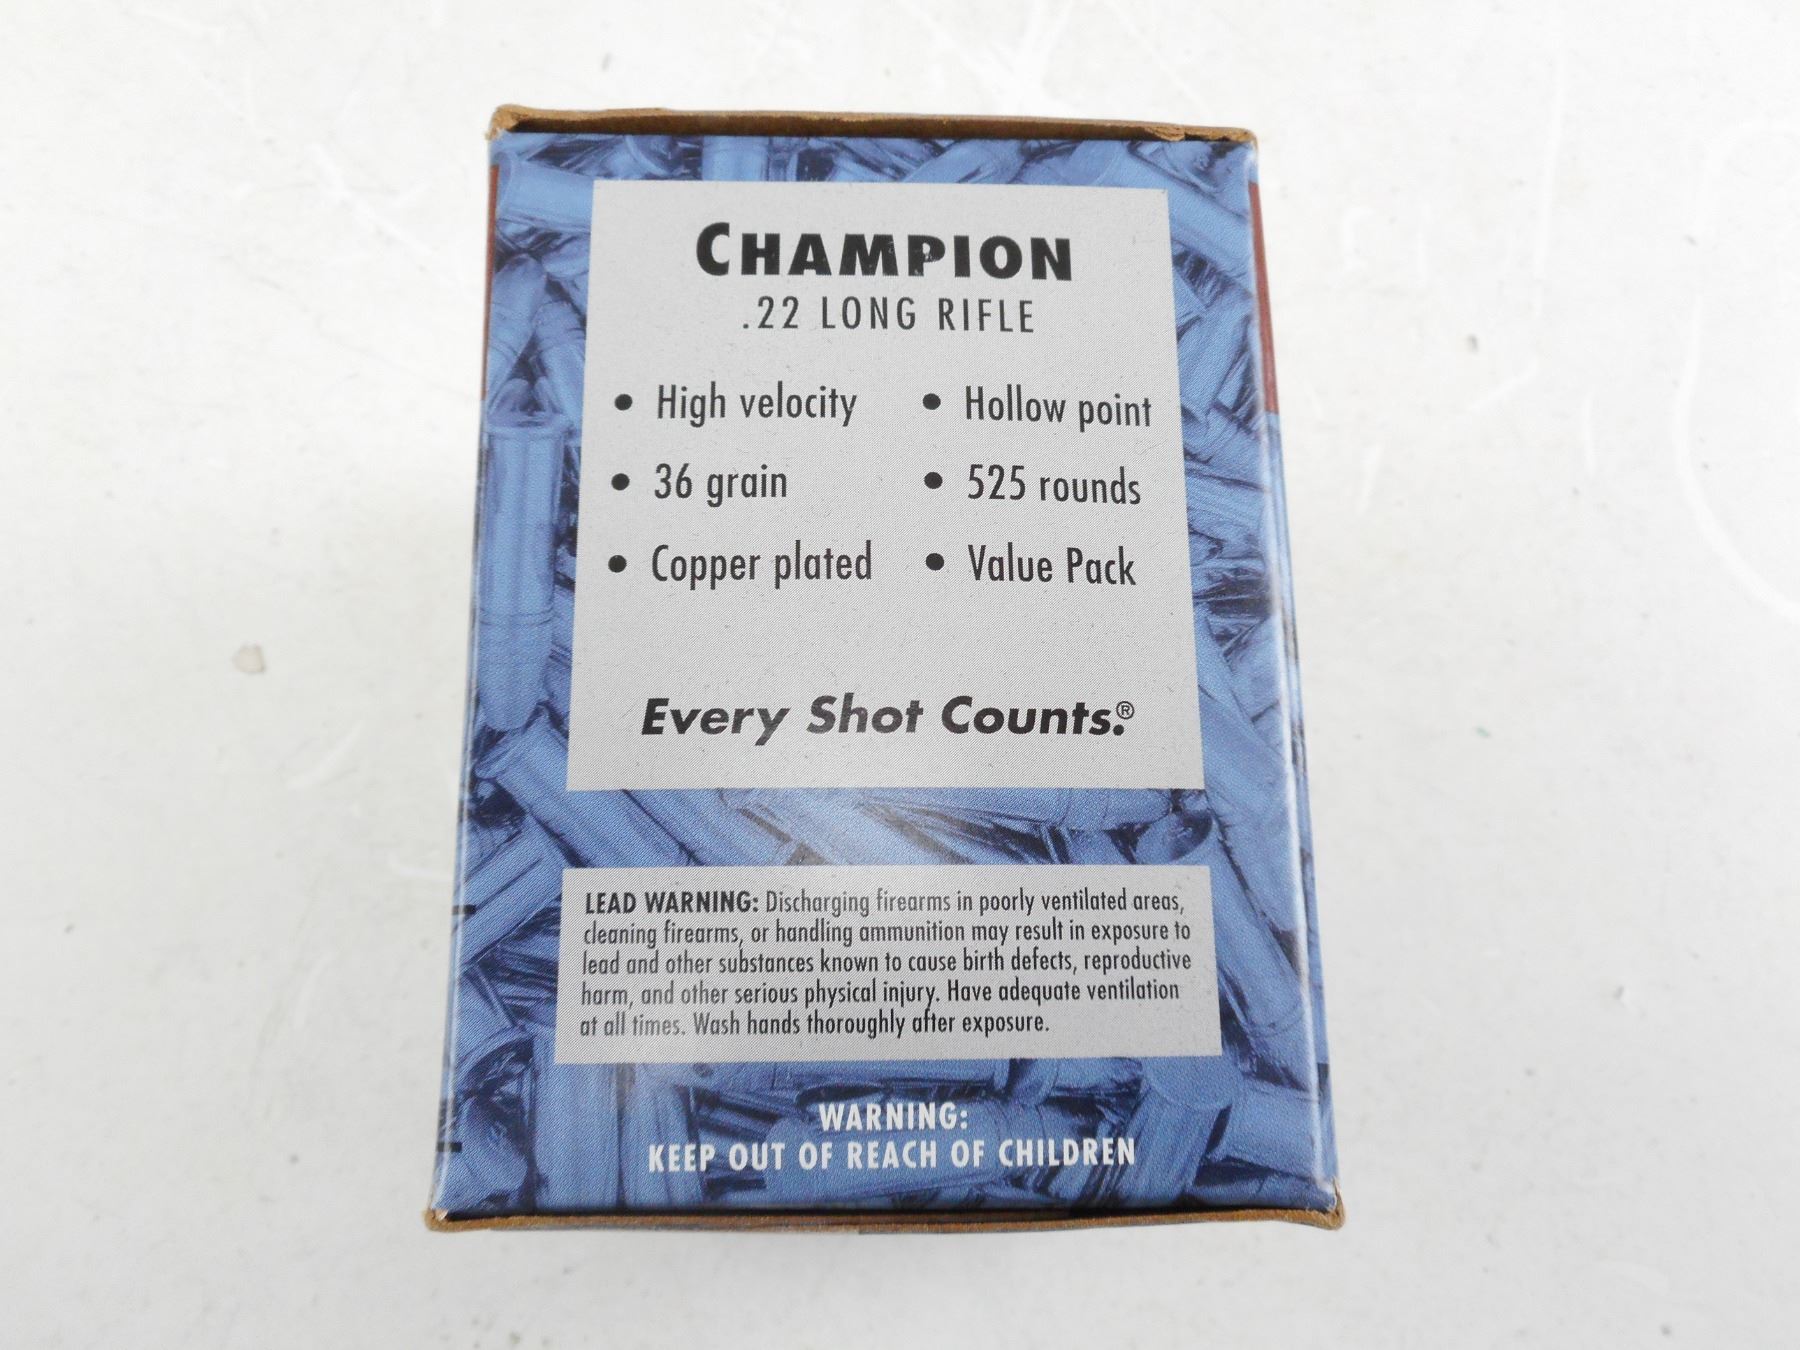 CHAMPION
.22 LONG RIFLE
• High velocity
• Hollow point
• 36 grain
• 525 rounds
• Copper plated
• Value Pack
Every Shot Counts.®
LEAD WARNING: Discharging firearms in poorly ventilated areas,
cleaning firearms, or handling ammunition may result in exposure to
lead and other substances known to cause birth defects, reproductive
harm, and other serious physical injury. Have adequate ventilation
at all times. Wash hands thoroughly after exposure.
WARNING:
KEEP OUT OF REACH OF CHILDREN